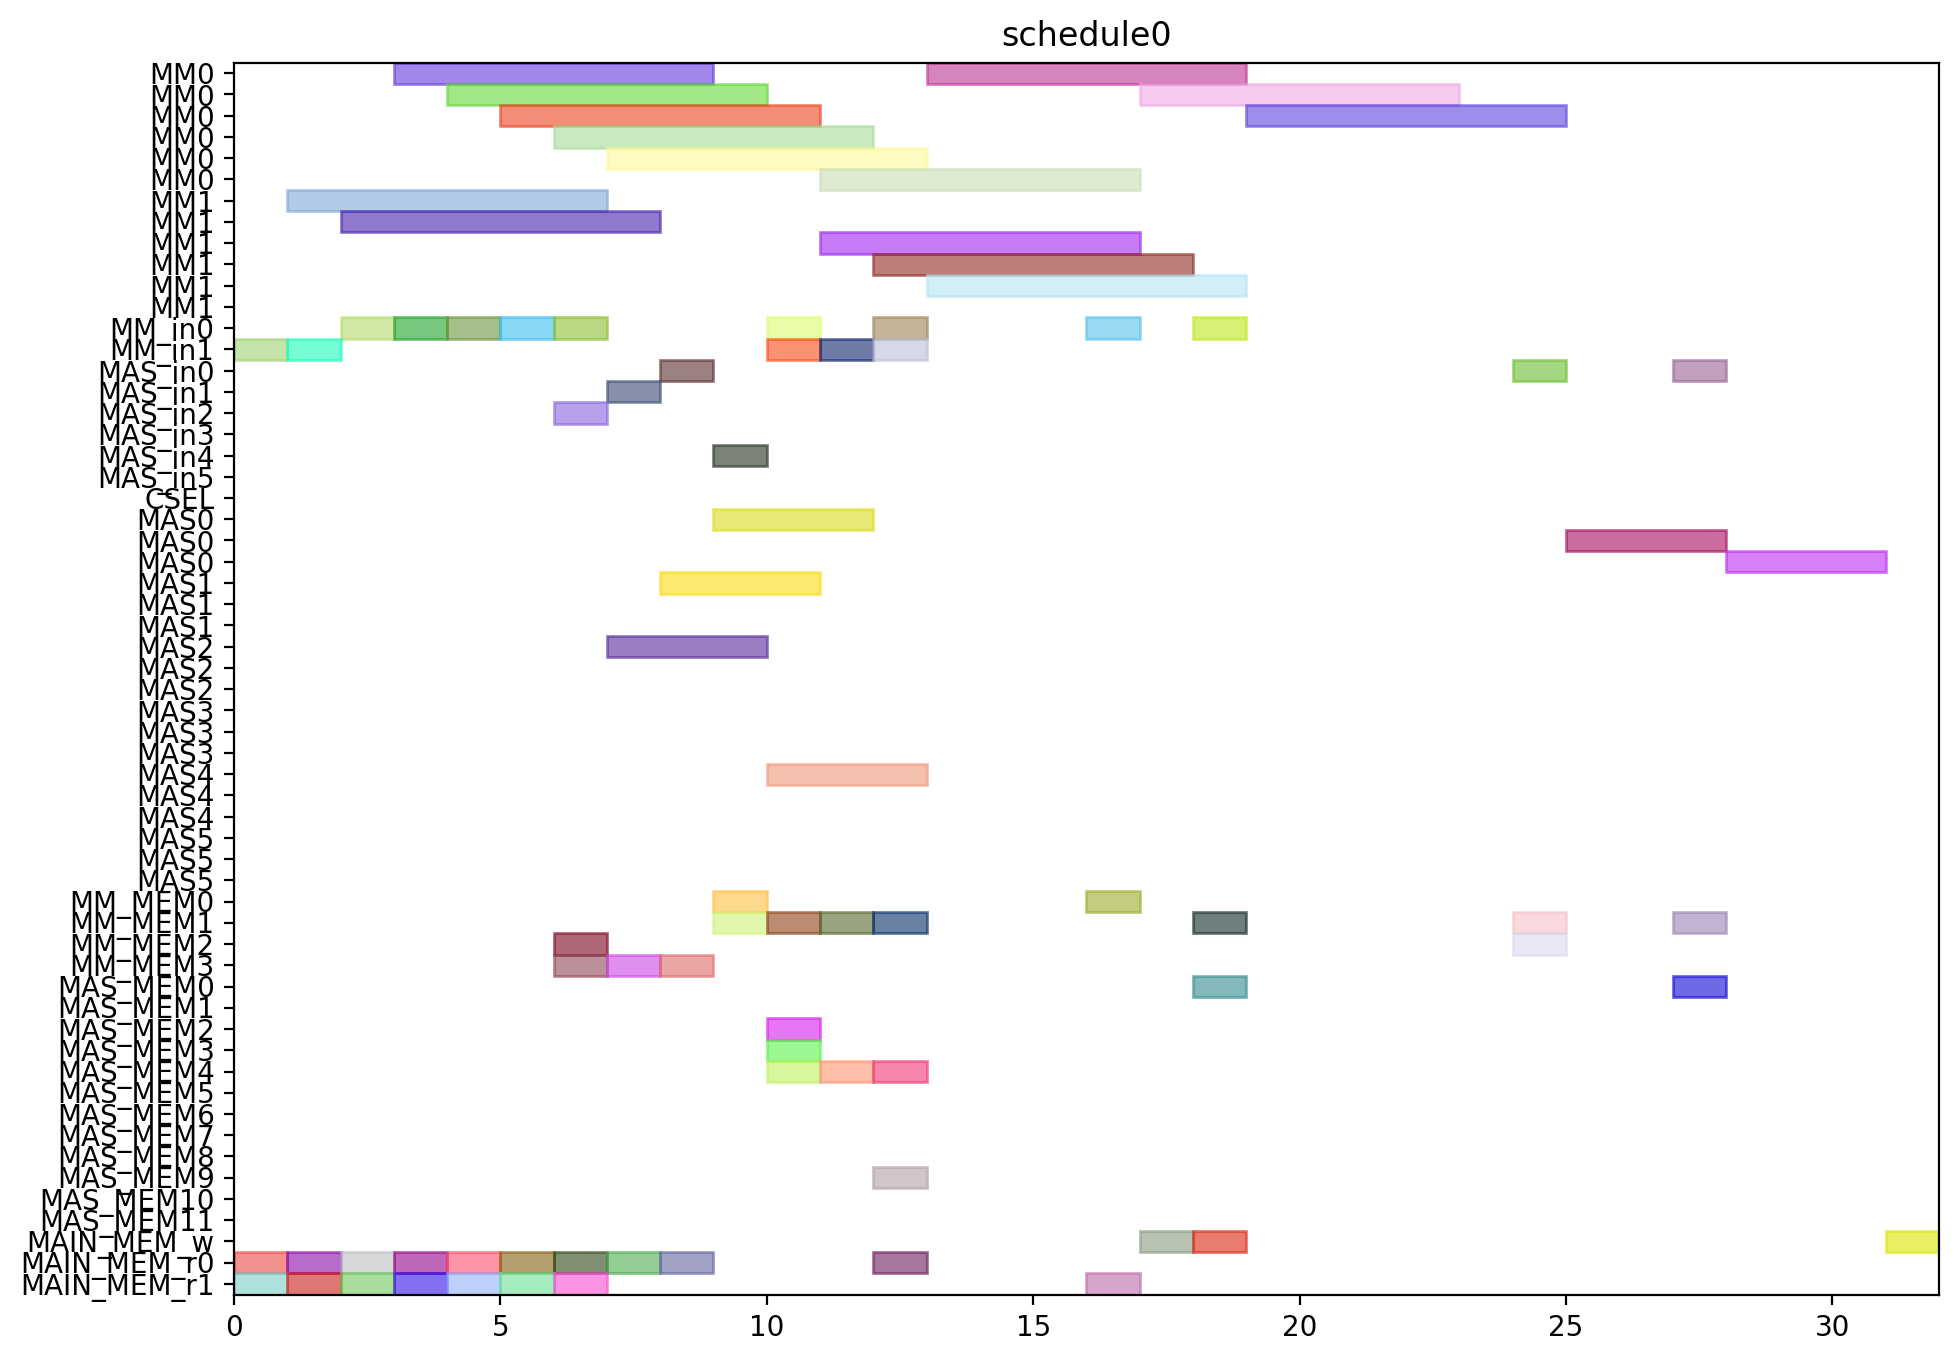 schedule0
MM0
MM0
MM0
MM0
MM0
MM0
MM1
MM1
MM1
MM1
MM1
MM1
MM_in0
MM_in1
MAS_in0
MAS_in1
MAS_in2
MAS_in3
MAS_in4
MAS_in5
CSEL
MAS0
MAS0
MAS0
MAS1
MAS1
MAS1
MAS2
MAS2
MAS2
MAS3
MAS3
MAS3
MAS4
MAS4
MAS4
MAS5
MAS5
MAS5
MM_MEM0
MM_MEM1
MM_MEM2
MM_MEM3
MAS_MEM0
MAS_MEM1
MAS_MEM2
MAS_MEM3
MAS_MEM4
MAS_MEM5
MAS_MEM6
MAS_MEM7
MAS_MEM8
MAS_MEM9
MAS_MEM10
MAS_MEM11
MAIN_MEM_w
MAIN_MEM_r0
MAIN_MEM_r1
0 5 10 15 20 25 30